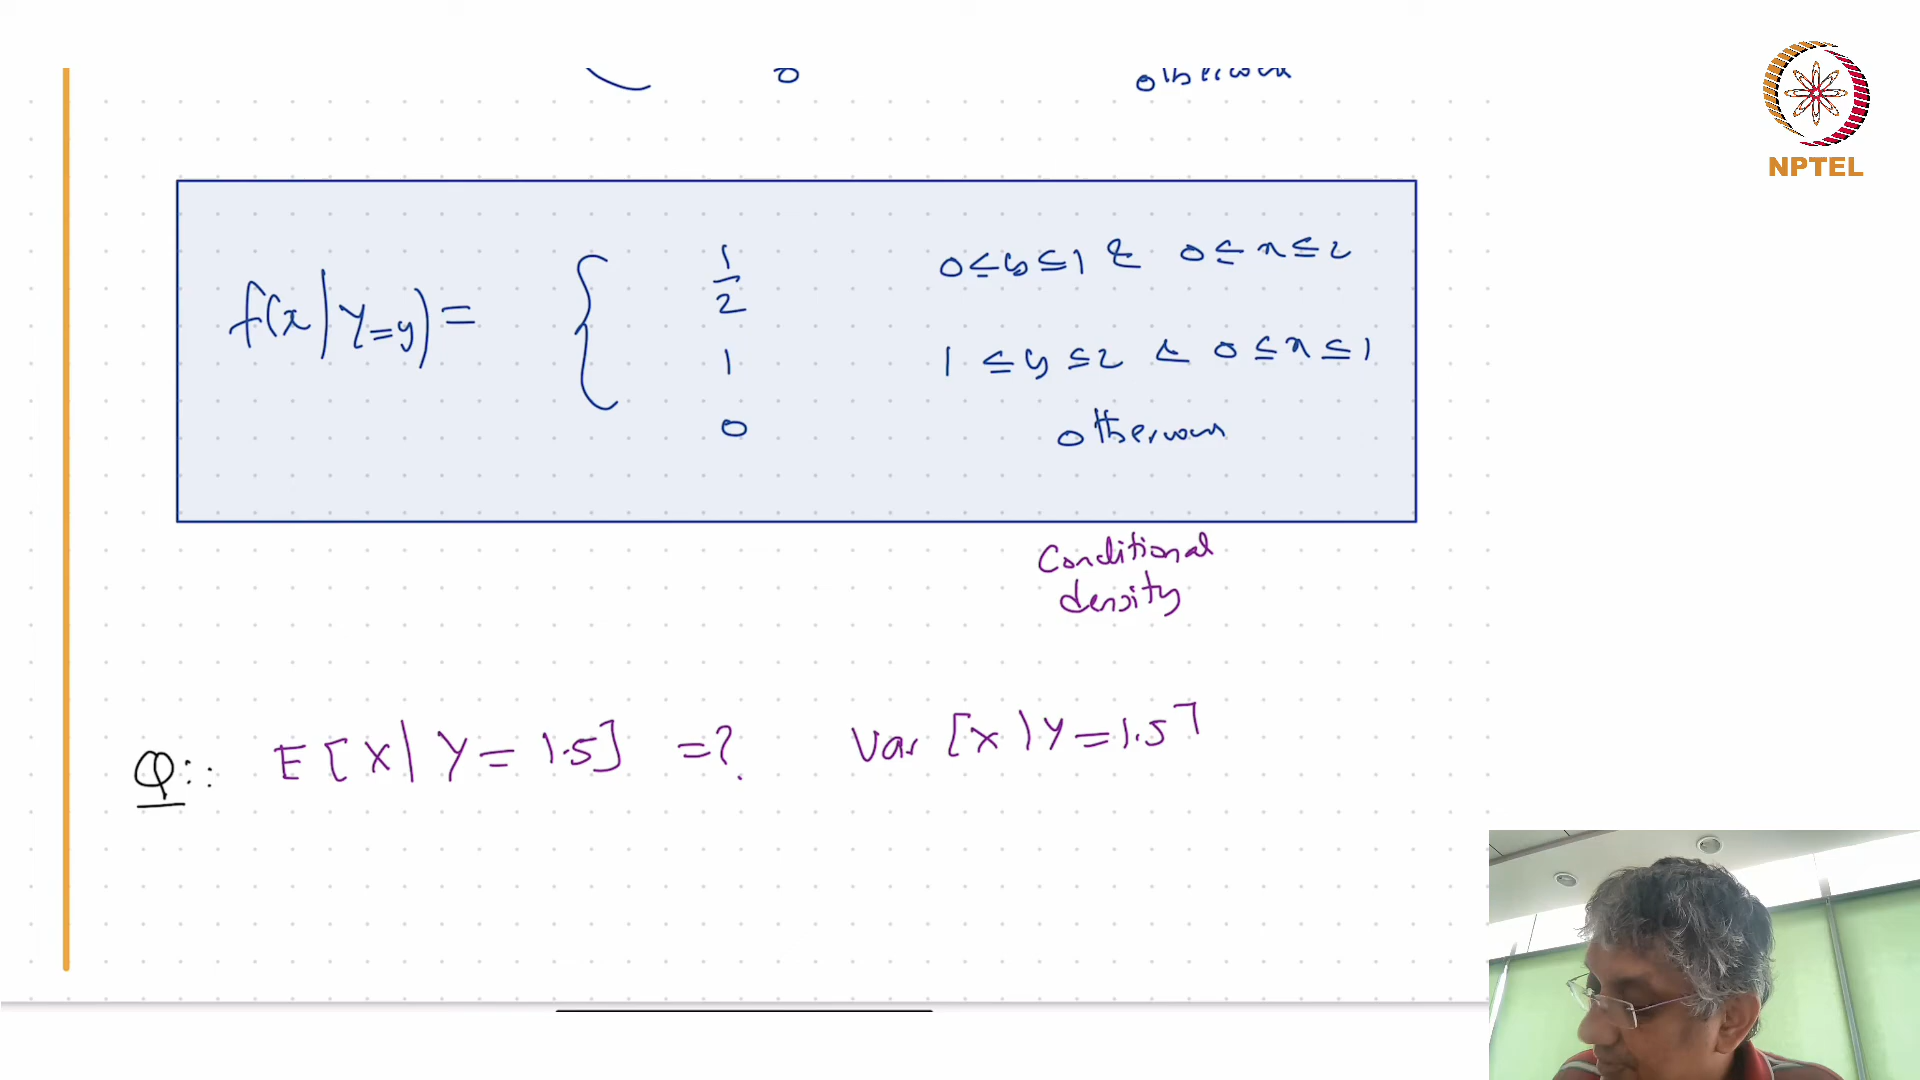 0 otherwise
NPTEL
f(x|Y=y) = { 1/2 0≤y≤1 & 0≤x≤2
1 1≤y≤2 & 0≤x≤1
0 otherwise
Conditional
density
Q:: E[X|Y=1.5] =? Var[X|Y=1.5]